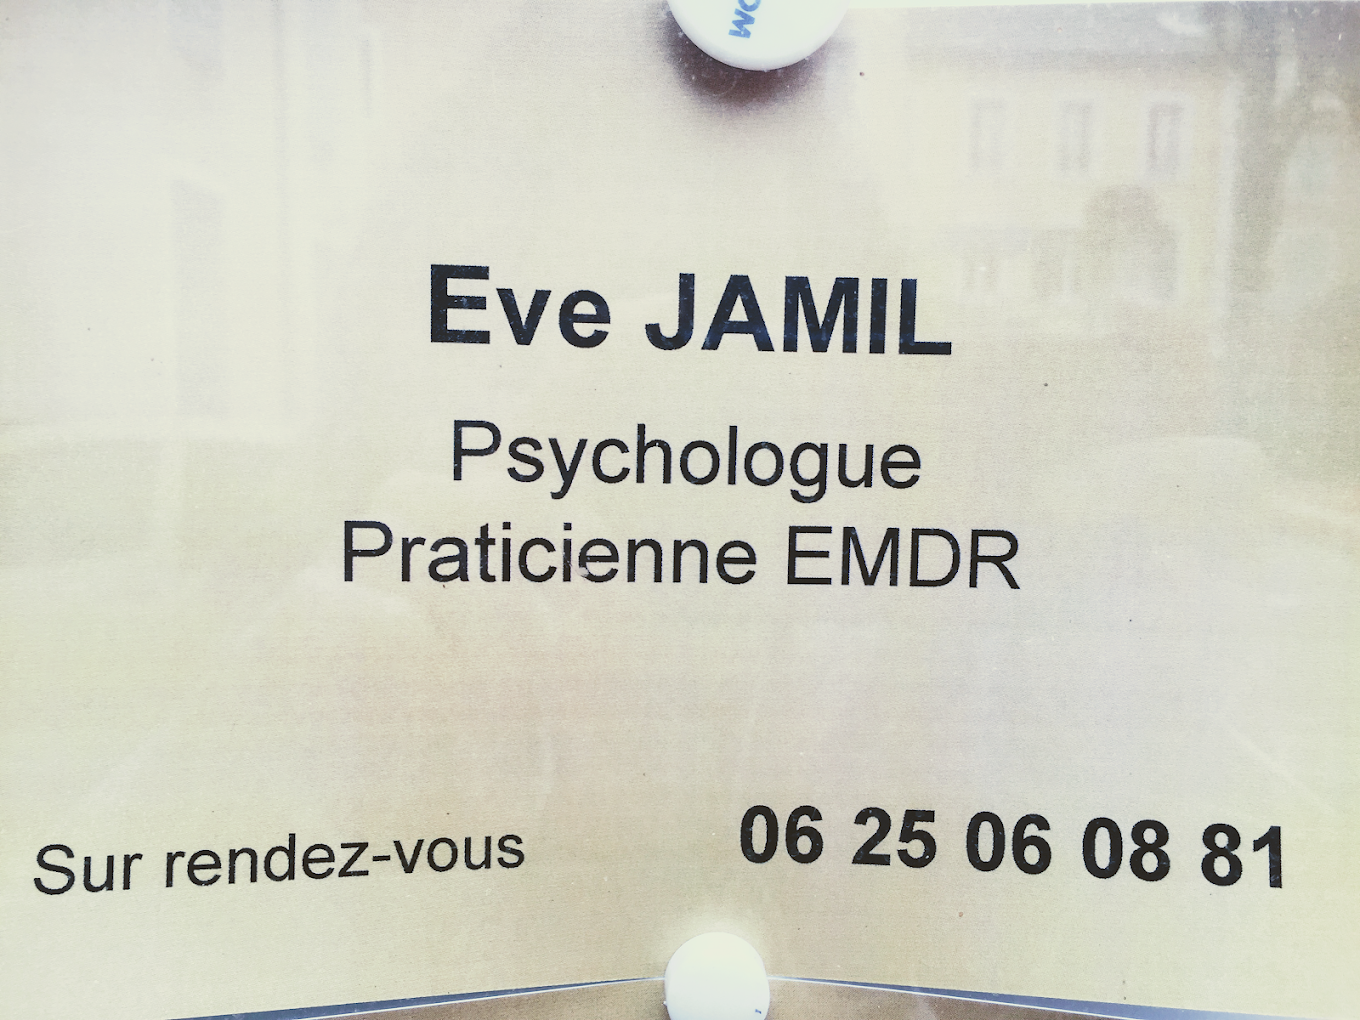 Eve JAMIL
Psychologue
Praticienne EMDR
Sur rendez-vous 06 25 06 08 81